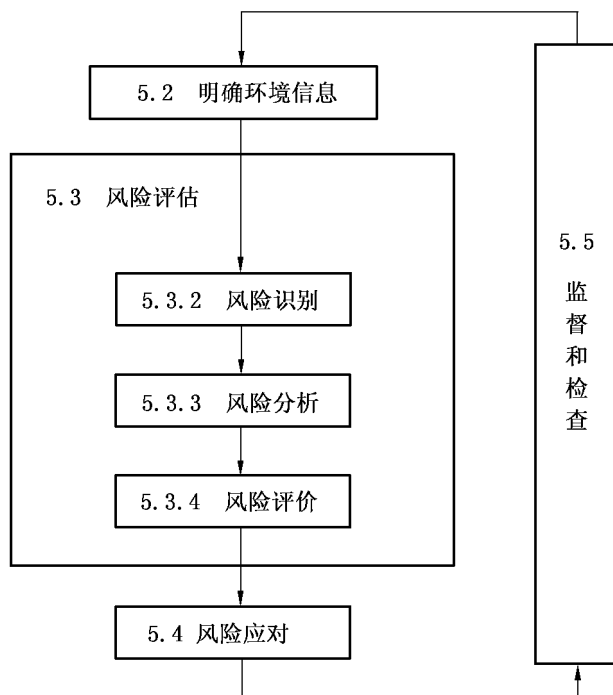 5.2 明确环境信息
5.3 风险评估
5.3.2 风险识别
5.3.3 风险分析
5.3.4 风险评价
5.4 风险应对
5.5
监
督
和
检
查